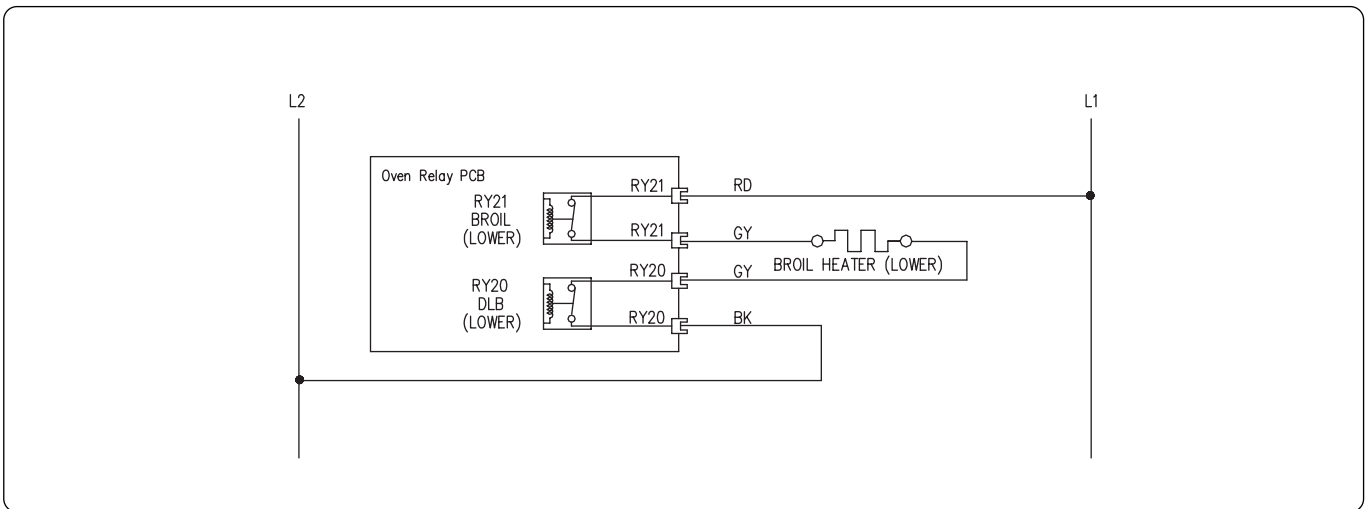 L2
L1
Oven Relay PCB
RY21
BROIL
(LOWER)
RY21
RD
RY21
GY
BROIL HEATER (LOWER)
RY20
DLB
(LOWER)
RY20
GY
RY20
BK